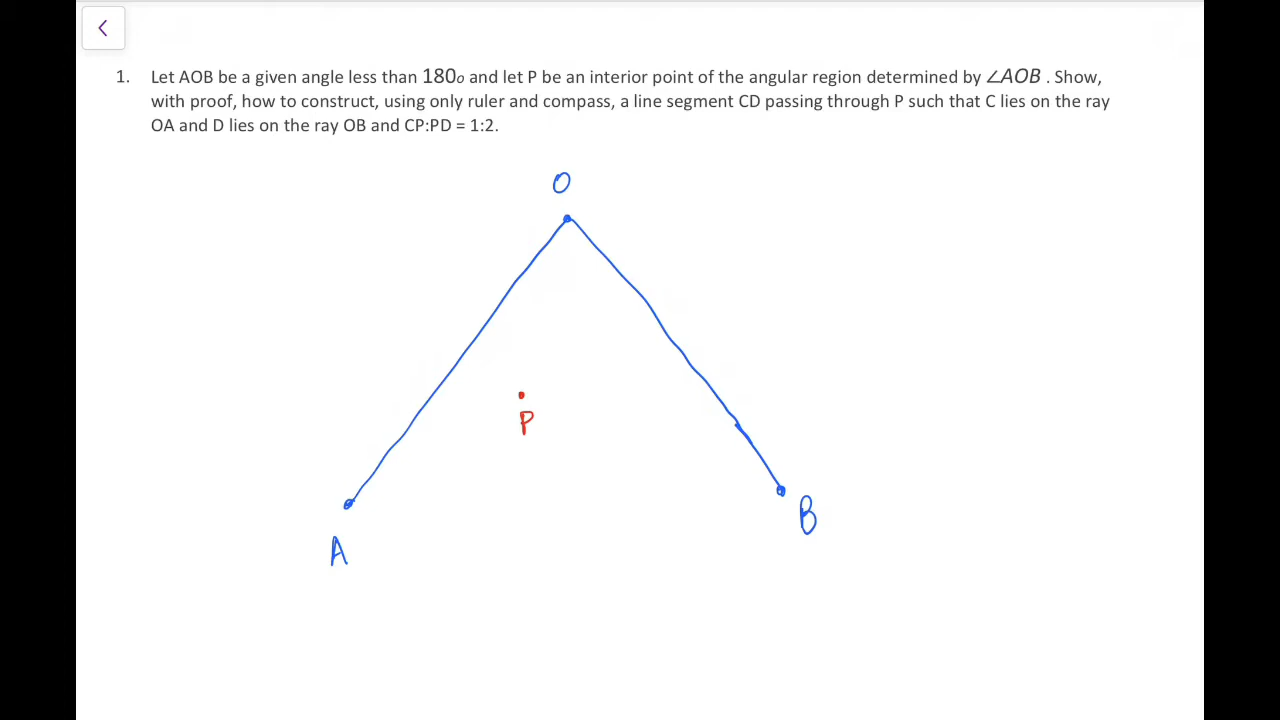 1. Let AOB be a given angle less than 180o and let P be an interior point of the angular region determined by ∠AOB . Show,
with proof, how to construct, using only ruler and compass, a line segment CD passing through P such that C lies on the ray
OA and D lies on the ray OB and CP:PD = 1:2.
O
P
B
A